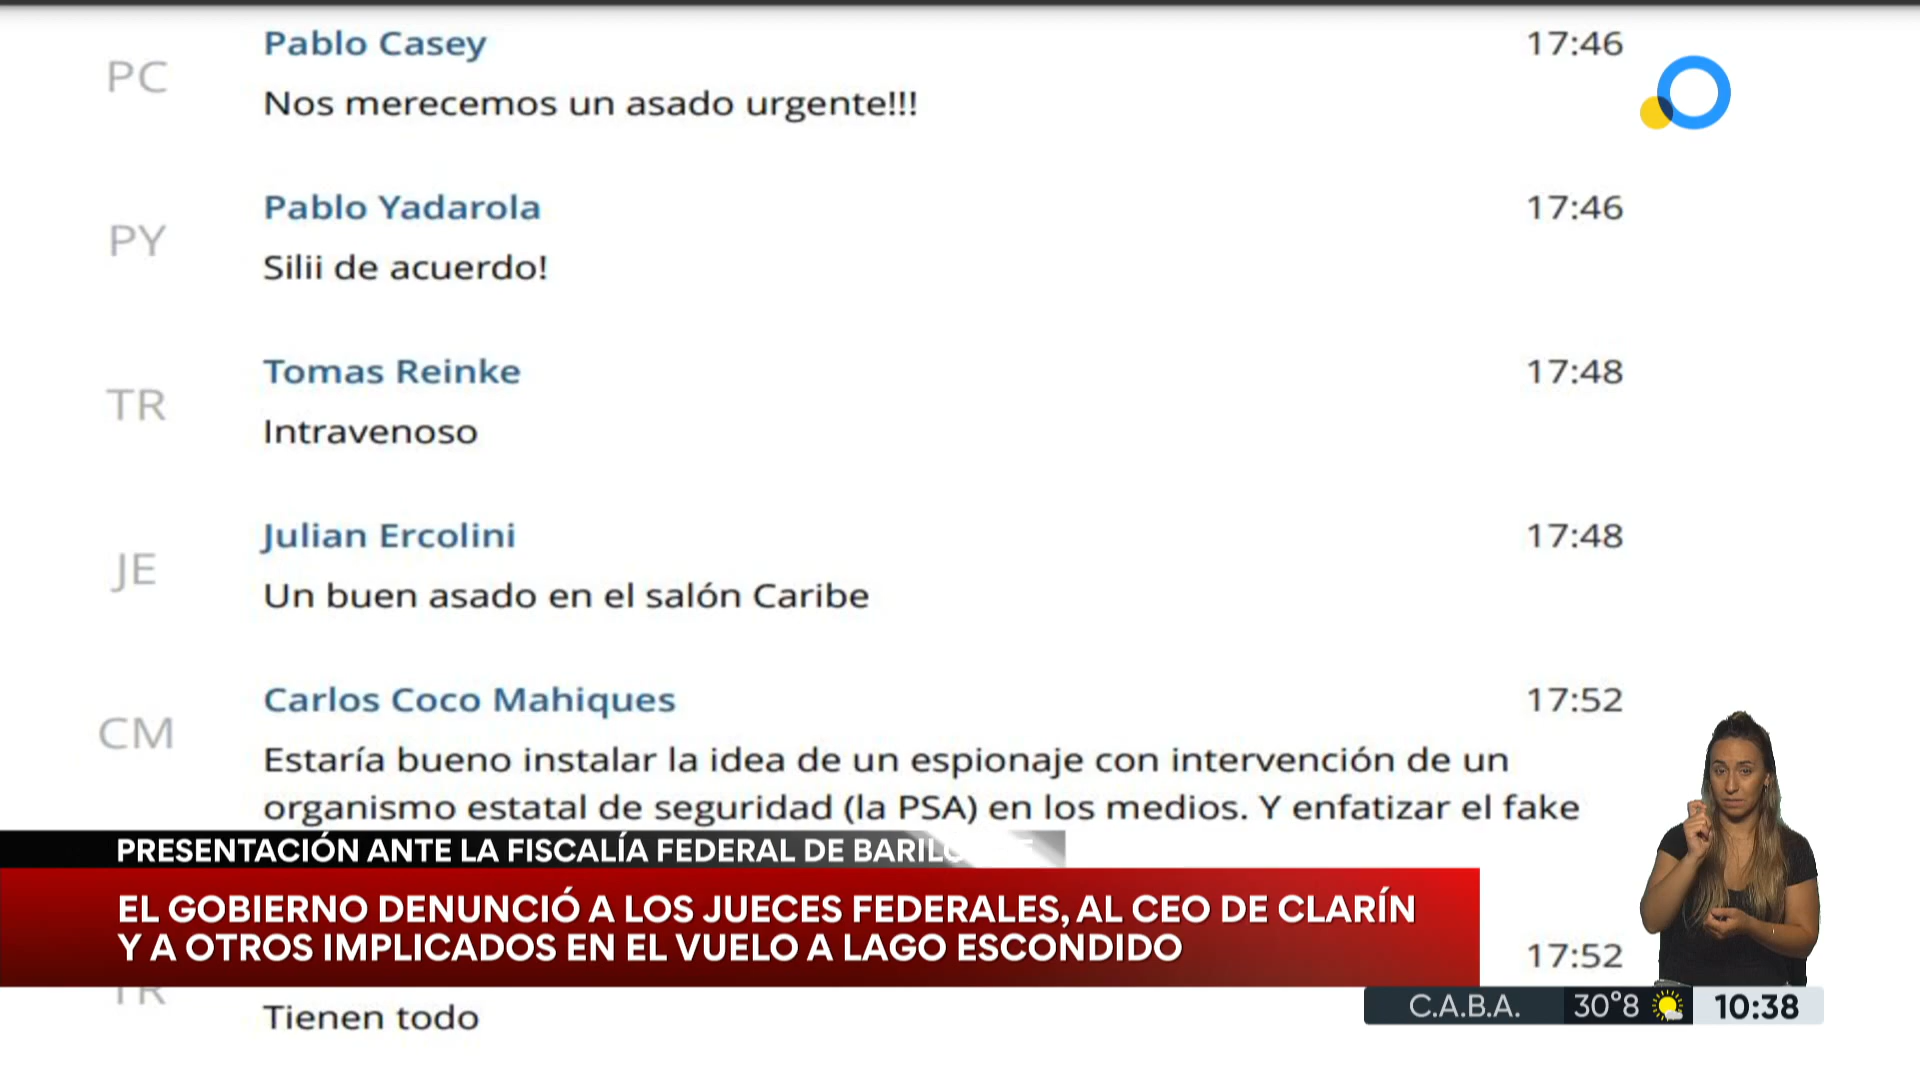 PC
Pablo Casey
17:46
Nos merecemos un asado urgente!!!
PY
Pablo Yadarola
17:46
Silii de acuerdo!
TR
Tomas Reinke
17:48
Intravenoso
JE
Julian Ercolini
17:48
Un buen asado en el salón Caribe
CM
Carlos Coco Mahiques
17:52
Estaría bueno instalar la idea de un espionaje con intervención de un
organismo estatal de seguridad (la PSA) en los medios. Y enfatizar el fake
PRESENTACIÓN ANTE LA FISCALÍA FEDERAL DE
EL GOBIERNO DENUNCIÓ A LOS JUECES FEDERALES, AL CEO DE CLARÍN
Y A OTROS IMPLICADOS EN EL VUELO A LAGO ESCONDIDO
17:52
TR
Tienen todo
C.A.B.A.
30°8
10:38